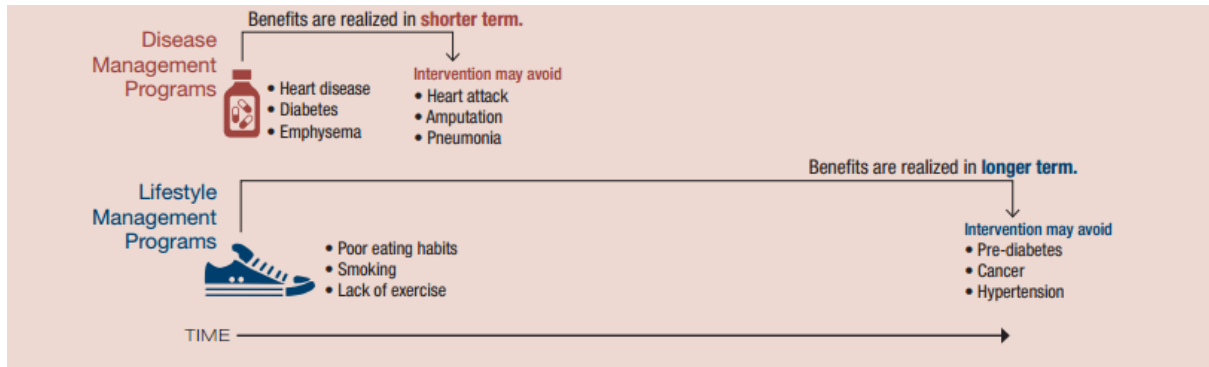 Benefits are realized in shorter term.
Disease
Management
Programs
• Heart disease
• Diabetes
• Emphysema
Intervention may avoid
• Heart attack
• Amputation
• Pneumonia
Benefits are realized in longer term.
Lifestyle
Management
Programs
• Poor eating habits
• Smoking
• Lack of exercise
Intervention may avoid
• Pre-diabetes
• Cancer
• Hypertension
TIME